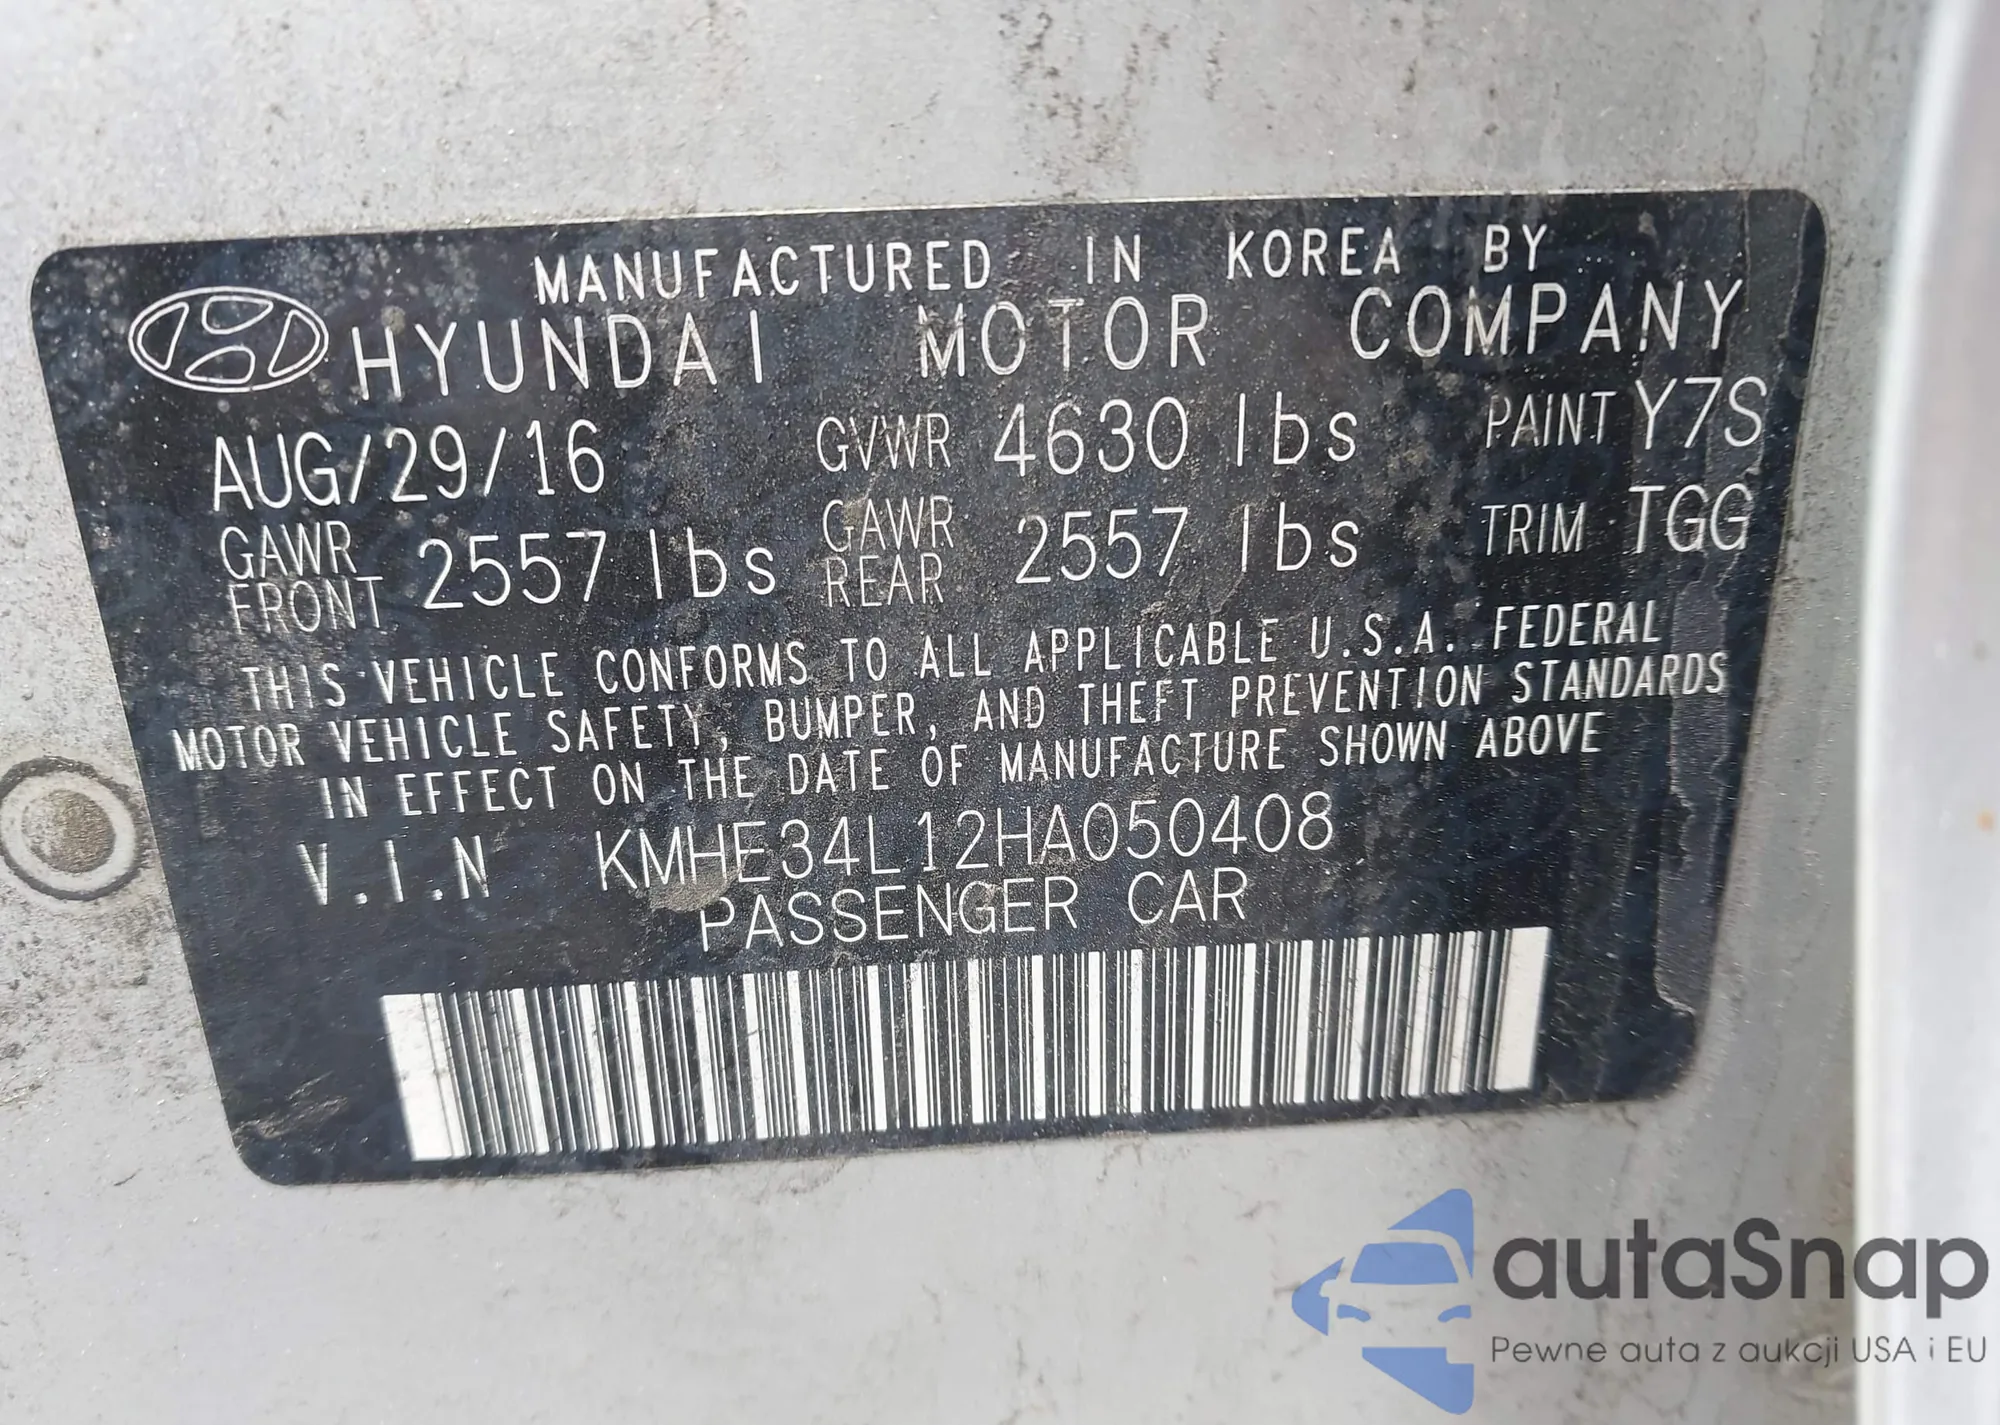 MANUFACTURED IN KOREA BY
HYUNDAI MOTOR COMPANY
AUG/29/16 GVWR 4630 lbs PAINT Y7S
GAWR FRONT 2557 lbs GAWR REAR 2557 lbs TRIM TGG
THIS VEHICLE CONFORMS TO ALL APPLICABLE U.S.A. FEDERAL
MOTOR VEHICLE SAFETY, BUMPER, AND THEFT PREVENTION STANDARDS
IN EFFECT ON THE DATE OF MANUFACTURE SHOWN ABOVE
V.I.N KMHE34L12HA050408
PASSENGER CAR
autaSnap
Pewne auta z aukcji USA i EU